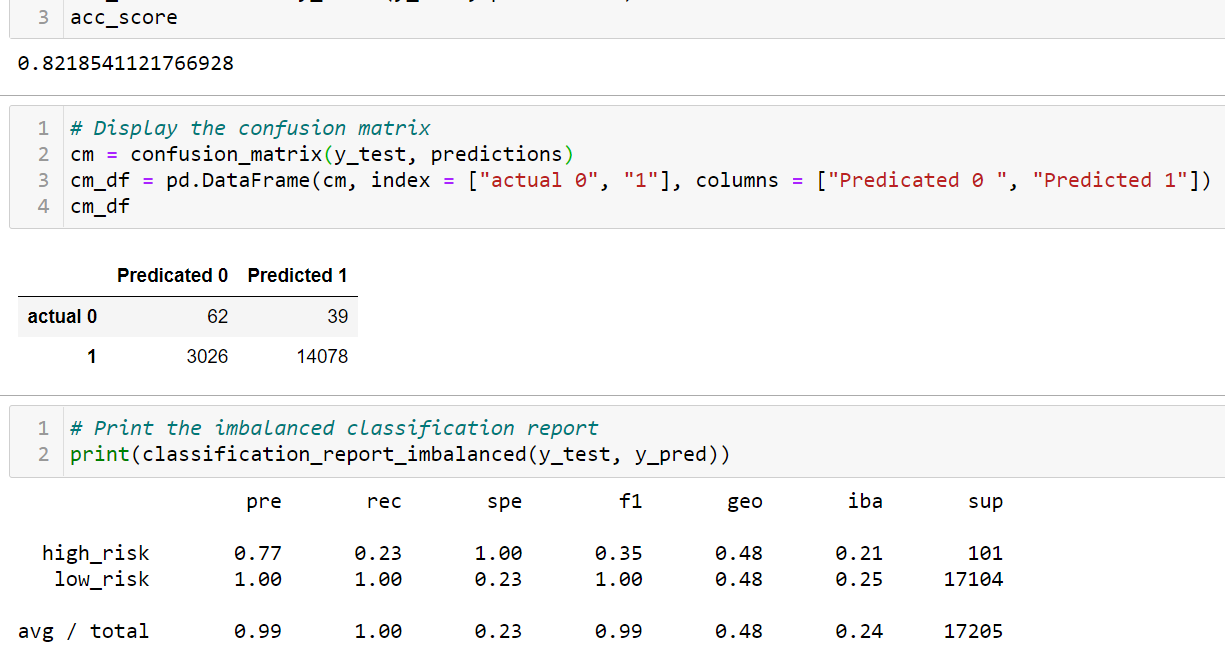 3 acc_score
0.8218541121766928
1 # Display the confusion matrix
2 cm = confusion_matrix(y_test, predictions)
3 cm_df = pd.DataFrame(cm, index = ["actual 0", "1"], columns = ["Predicated 0 ", "Predicted 1"])
4 cm_df
Predicated 0 Predicted 1
actual 0 62 39
1 3026 14078
1 # Print the imbalanced classification report
2 print(classification_report_imbalanced(y_test, y_pred))
pre rec spe f1 geo iba sup
high_risk 0.77 0.23 1.00 0.35 0.48 0.21 101
low_risk 1.00 1.00 0.23 1.00 0.48 0.25 17104
avg / total 0.99 1.00 0.23 0.99 0.48 0.24 17205